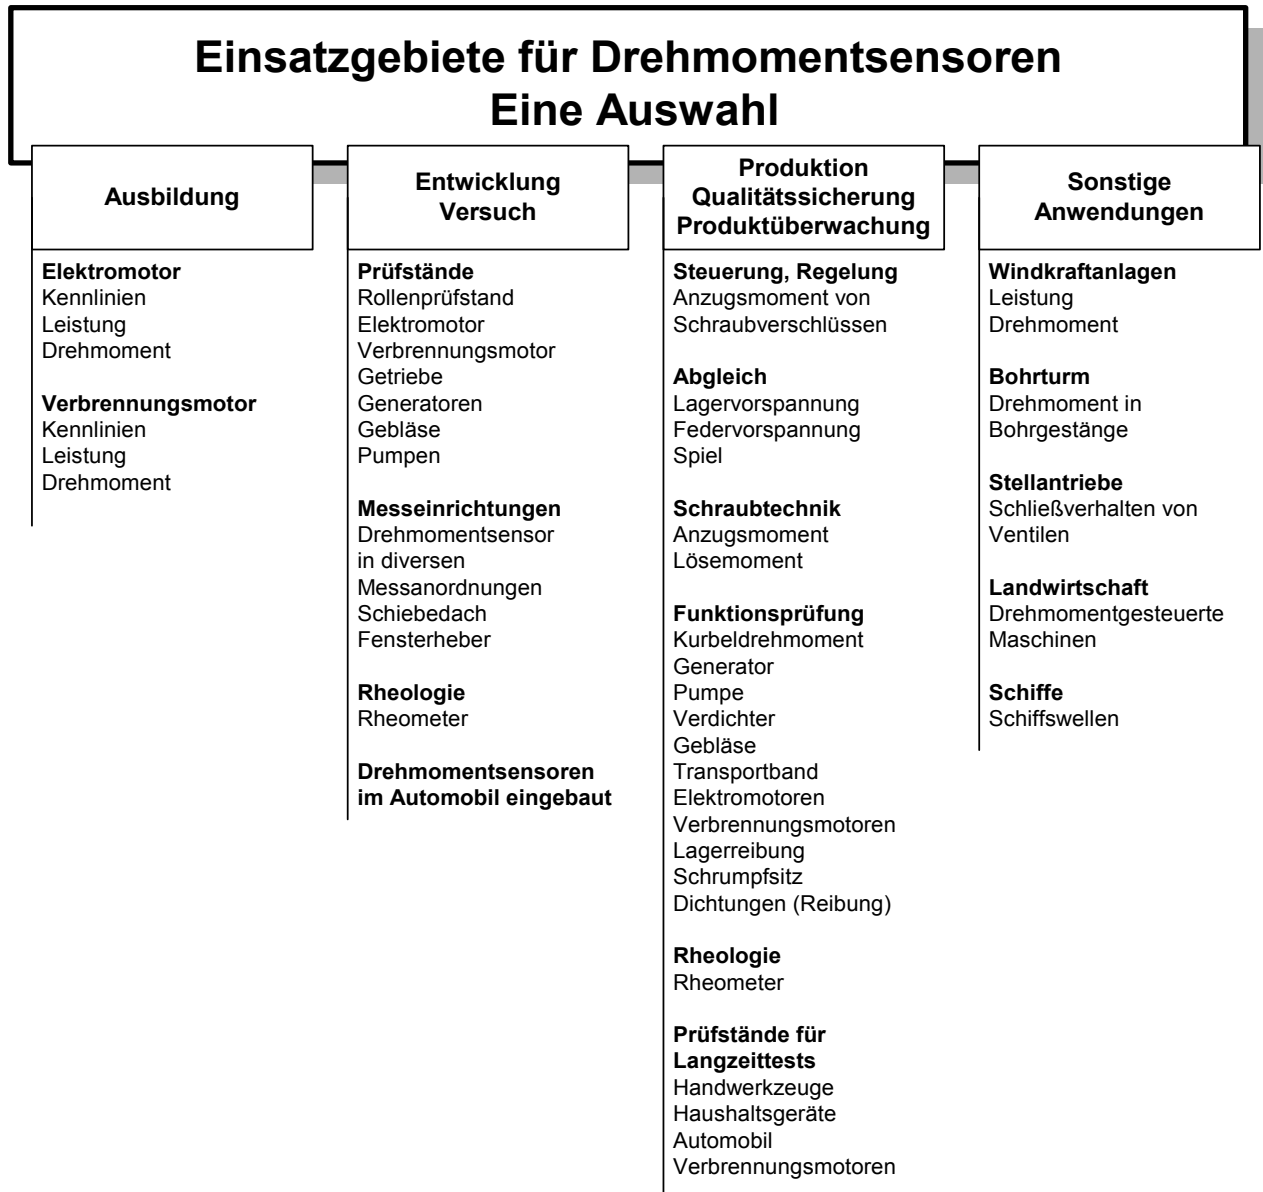 Einsatzgebiete für Drehmomentsensoren
Eine Auswahl
Ausbildung
Elektromotor
Kennlinien
Leistung
Drehmoment
Verbrennungsmotor
Kennlinien
Leistung
Drehmoment
Entwicklung
Versuch
Prüfstände
Rollenprüfstand
Elektromotor
Verbrennungsmotor
Getriebe
Generatoren
Gebläse
Pumpen
Messeinrichtungen
Drehmomentsensor
in diversen
Messanordnungen
Schiebedach
Fensterheber
Rheologie
Rheometer
Drehmomentsensoren
im Automobil eingebaut
Produktion
Qualitätssicherung
Produktüberwachung
Steuerung, Regelung
Anzugsmoment von
Schraubverschlüssen
Abgleich
Lagervorspannung
Federvorspannung
Spiel
Schraubtechnik
Anzugsmoment
Lösemoment
Funktionsprüfung
Kurbeldrehmoment
Generator
Pumpe
Verdichter
Gebläse
Transportband
Elektromotoren
Verbrennungsmotoren
Lagerreibung
Schrumpfsitz
Dichtungen (Reibung)
Rheologie
Rheometer
Prüfstände für
Langzeittests
Handwerkzeuge
Haushaltsgeräte
Automobil
Verbrennungsmotoren
Sonstige
Anwendungen
Windkraftanlagen
Leistung
Drehmoment
Bohrturm
Drehmoment in
Bohrgestänge
Stellantriebe
Schließverhalten von
Ventilen
Landwirtschaft
Drehmomentgesteuerte
Maschinen
Schiffe
Schiffswellen